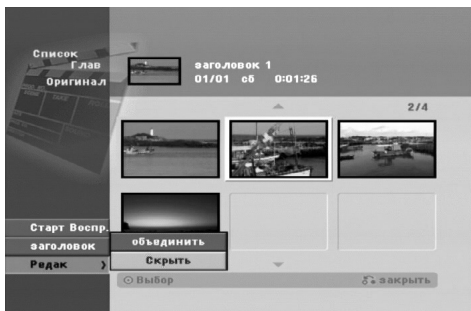 Список
Глав
Оригинал
заголовок 1
01/01 сб 0:01:26
2/4
Старт Воспр.
заголовок
Редак >
объединить
Скрыть
Выбор
закрыть